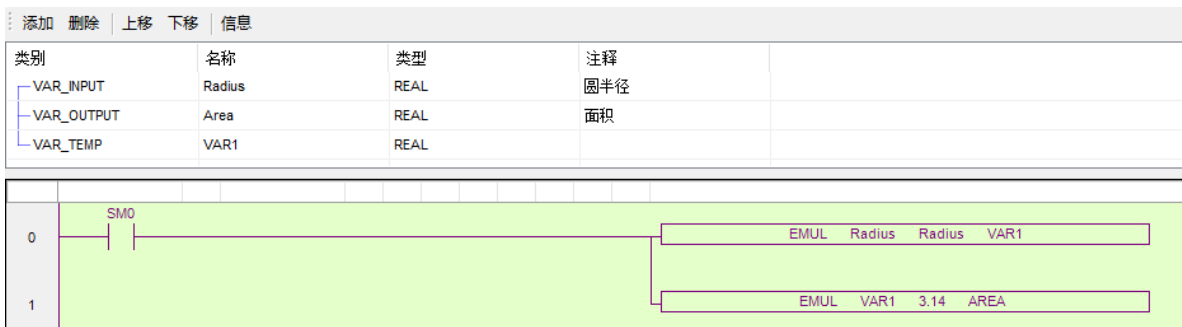 添加 删除 上移 下移 信息
类别 名称 类型 注释
VAR_INPUT Radius REAL 圆半径
VAR_OUTPUT Area REAL 面积
VAR_TEMP VAR1 REAL
SM0
0 EMUL Radius Radius VAR1
1 EMUL VAR1 3.14 AREA